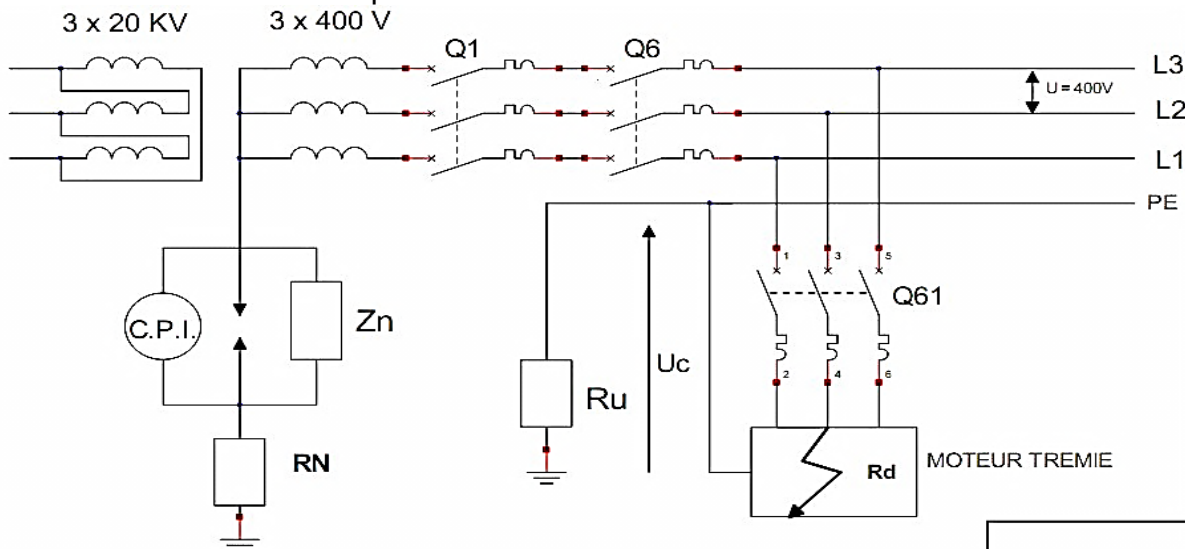 3 x 20 KV
3 x 400 V
Q1
Q6
L3
U = 400V
L2
L1
PE
1
3
5
Q61
C.P.I.
Zn
Uc
2
4
6
Ru
RN
Rd
MOTEUR TREMIE